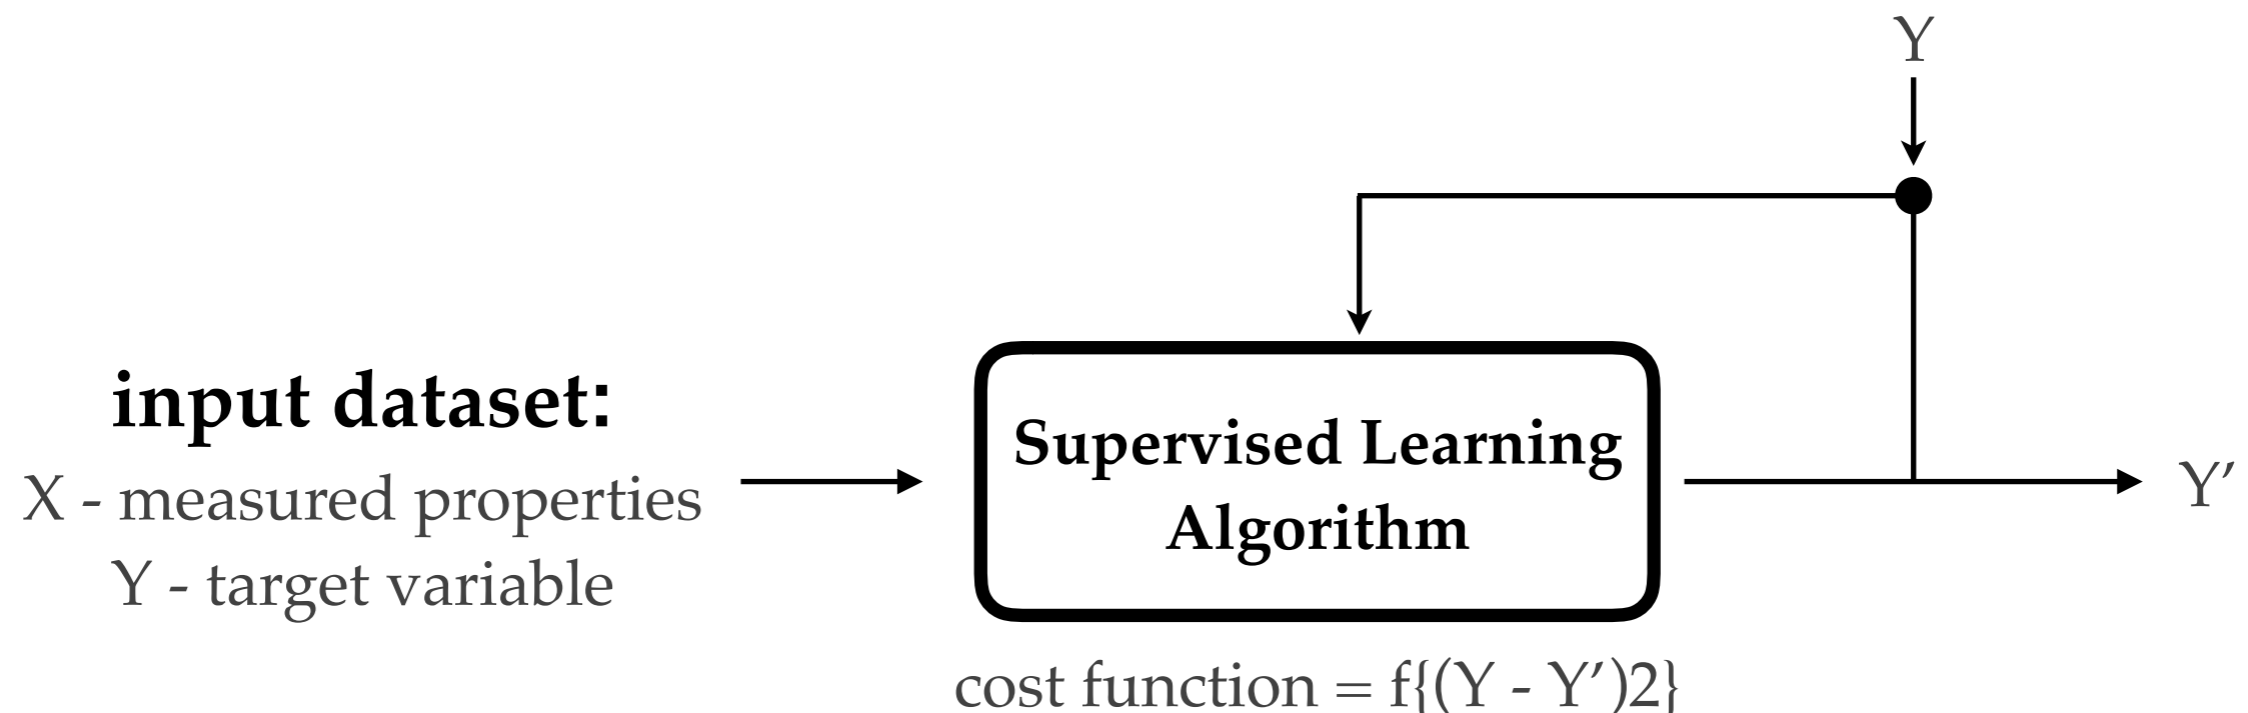 Y
input dataset:
X - measured properties
Y - target variable
Supervised Learning
Algorithm
Y′
cost function = f{(Y - Y′)2}